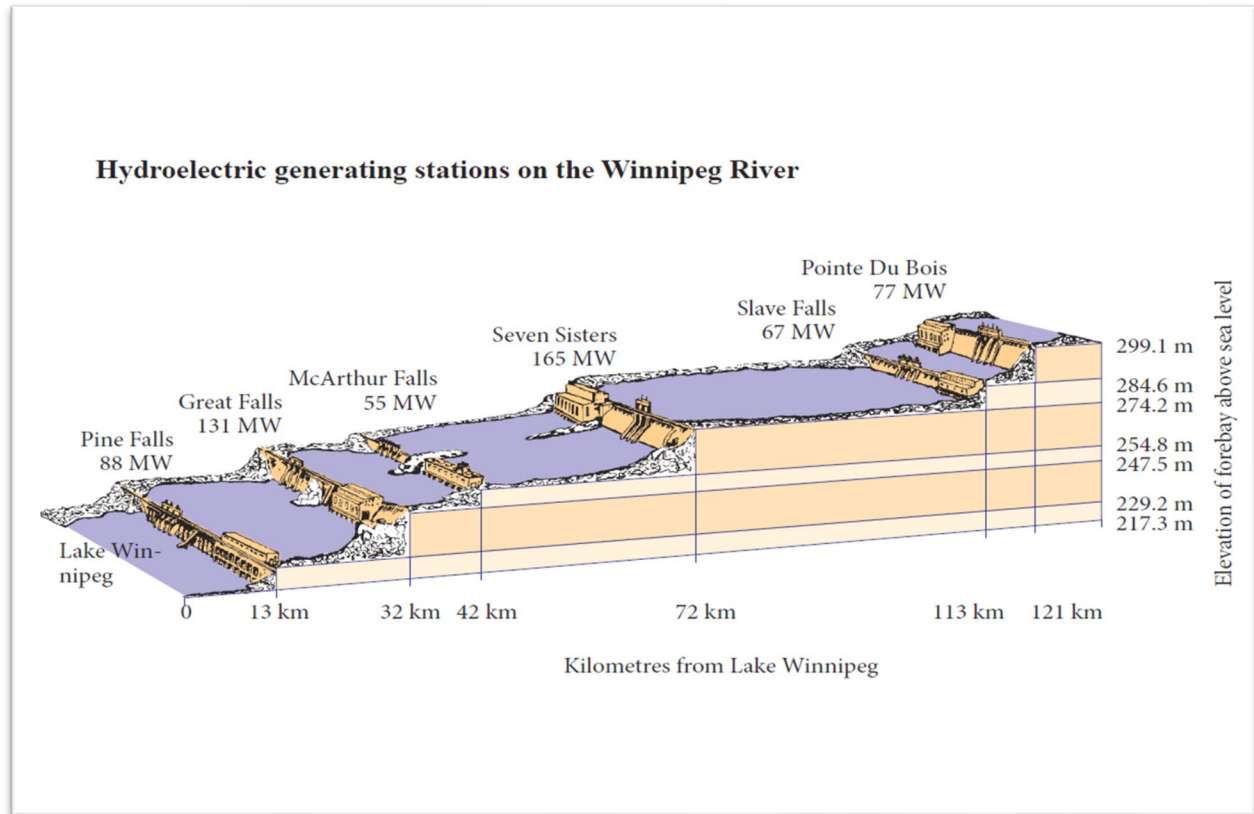 Hydroelectric generating stations on the Winnipeg River
Pointe Du Bois
77 MW
Slave Falls
67 MW
Seven Sisters
165 MW
McArthur Falls
55 MW
Great Falls
131 MW
Pine Falls
88 MW
Lake Win-
nipeg
299.1 m
284.6 m
274.2 m
254.8 m
247.5 m
229.2 m
217.3 m
Elevation of forebay above sea level
0 13 km 32 km 42 km 72 km 113 km 121 km
Kilometres from Lake Winnipeg